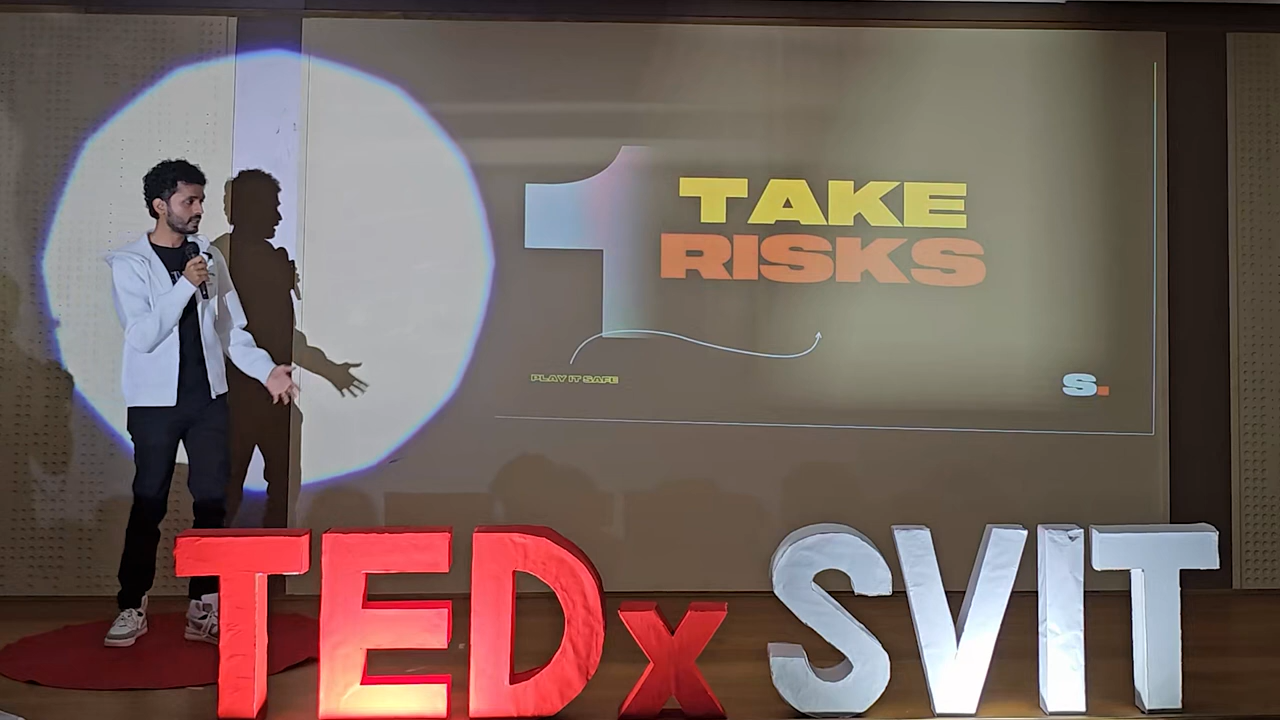 1
TAKE
RISKS
PLAY IT SAFE
S.
TEDx SVIT